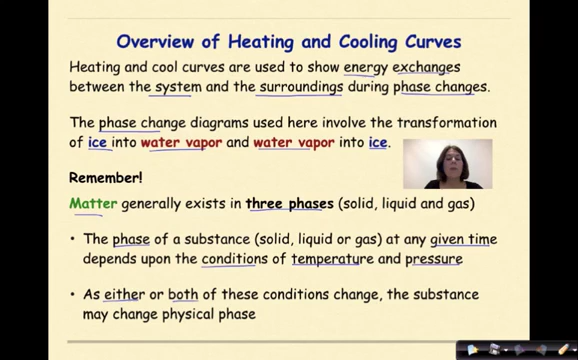 Overview of Heating and Cooling Curves
Heating and cool curves are used to show energy exchanges
between the system and the surroundings during phase changes.
The phase change diagrams used here involve the transformation
of ice into water vapor and water vapor into ice.
Remember!
Matter generally exists in three phases (solid, liquid and gas)
• The phase of a substance (solid, liquid or gas) at any given time
depends upon the conditions of temperature and pressure
• As either or both of these conditions change, the substance
may change physical phase